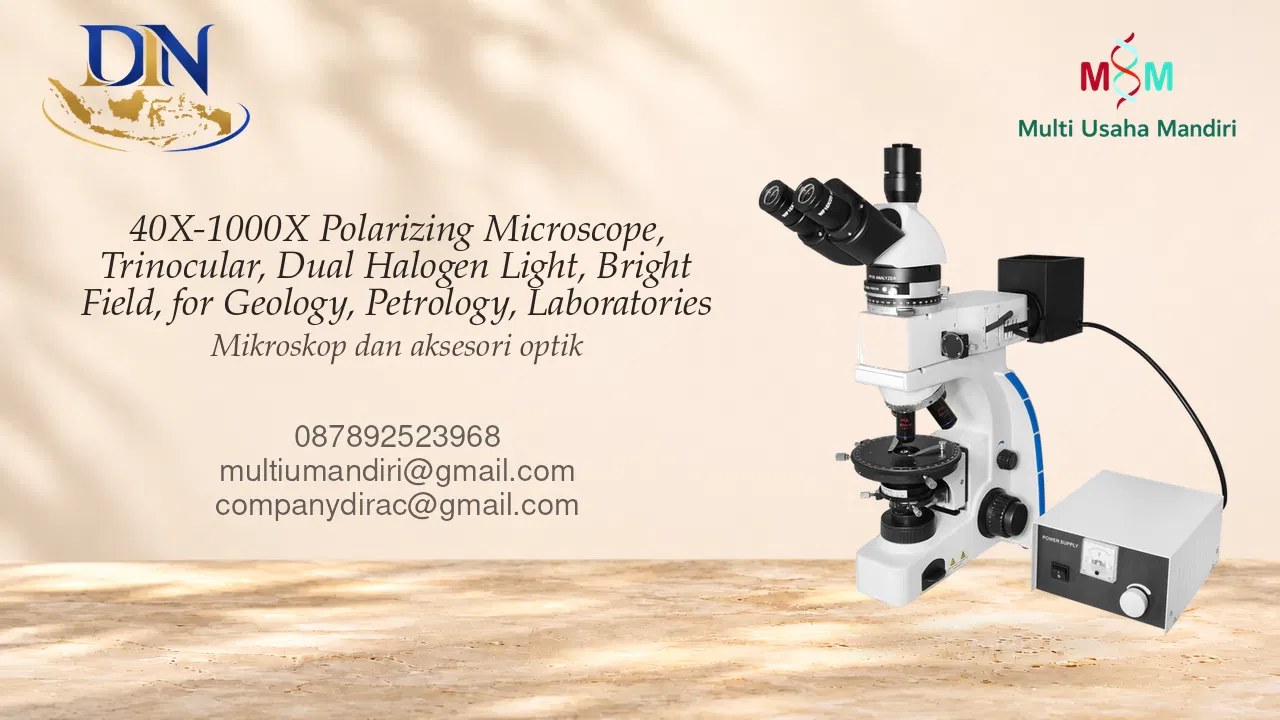 DIN
M M
Multi Usaha Mandiri
40X-1000X Polarizing Microscope,
Trinocular, Dual Halogen Light, Bright
Field, for Geology, Petrology, Laboratories
Mikroskop dan aksesori optik
087892523968
multiumandiri@gmail.com
companydirac@gmail.com
ANALYZER
POWER SUPPLY